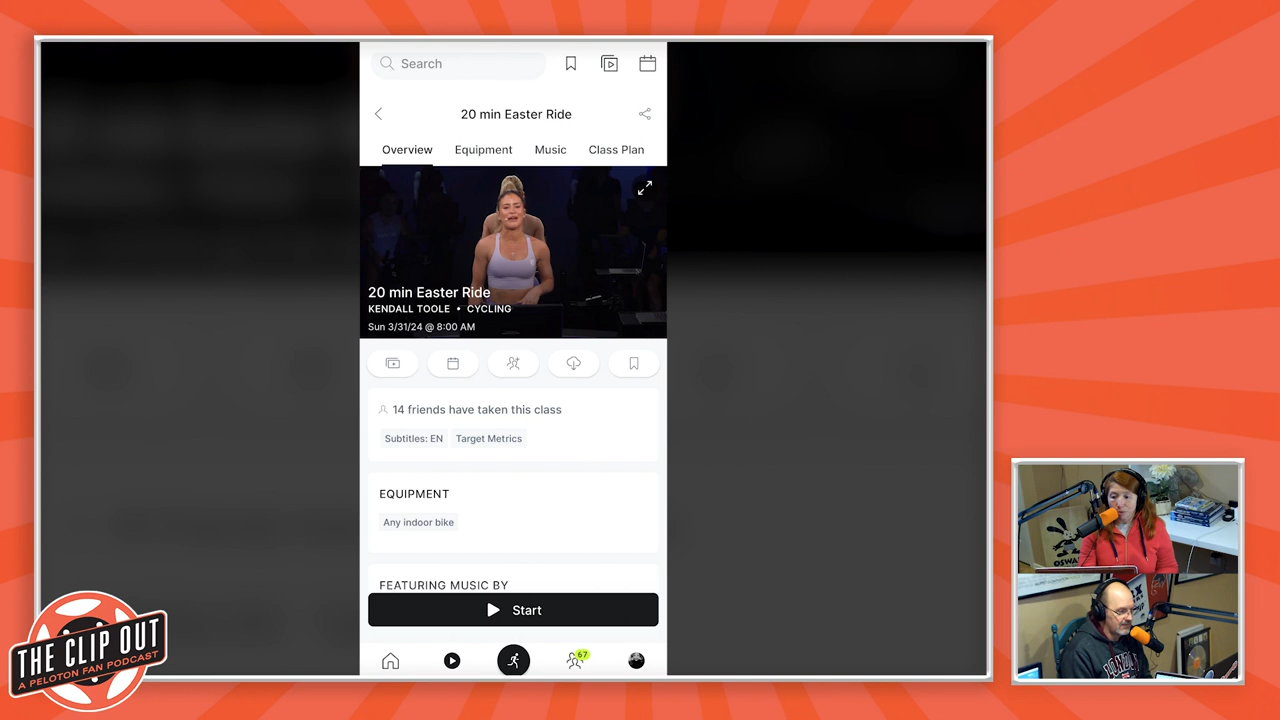 Search
20 min Easter Ride
Overview
Equipment
Music
Class Plan
20 min Easter Ride
KENDALL TOOLE • CYCLING
Sun 3/31/24 @ 8:00 AM
14 friends have taken this class
Subtitles: EN
Target Metrics
EQUIPMENT
Any indoor bike
FEATURING MUSIC BY
Start
67
THE CLIP OUT
A PELOTON FAN PODCAST
OSWA
LONDON